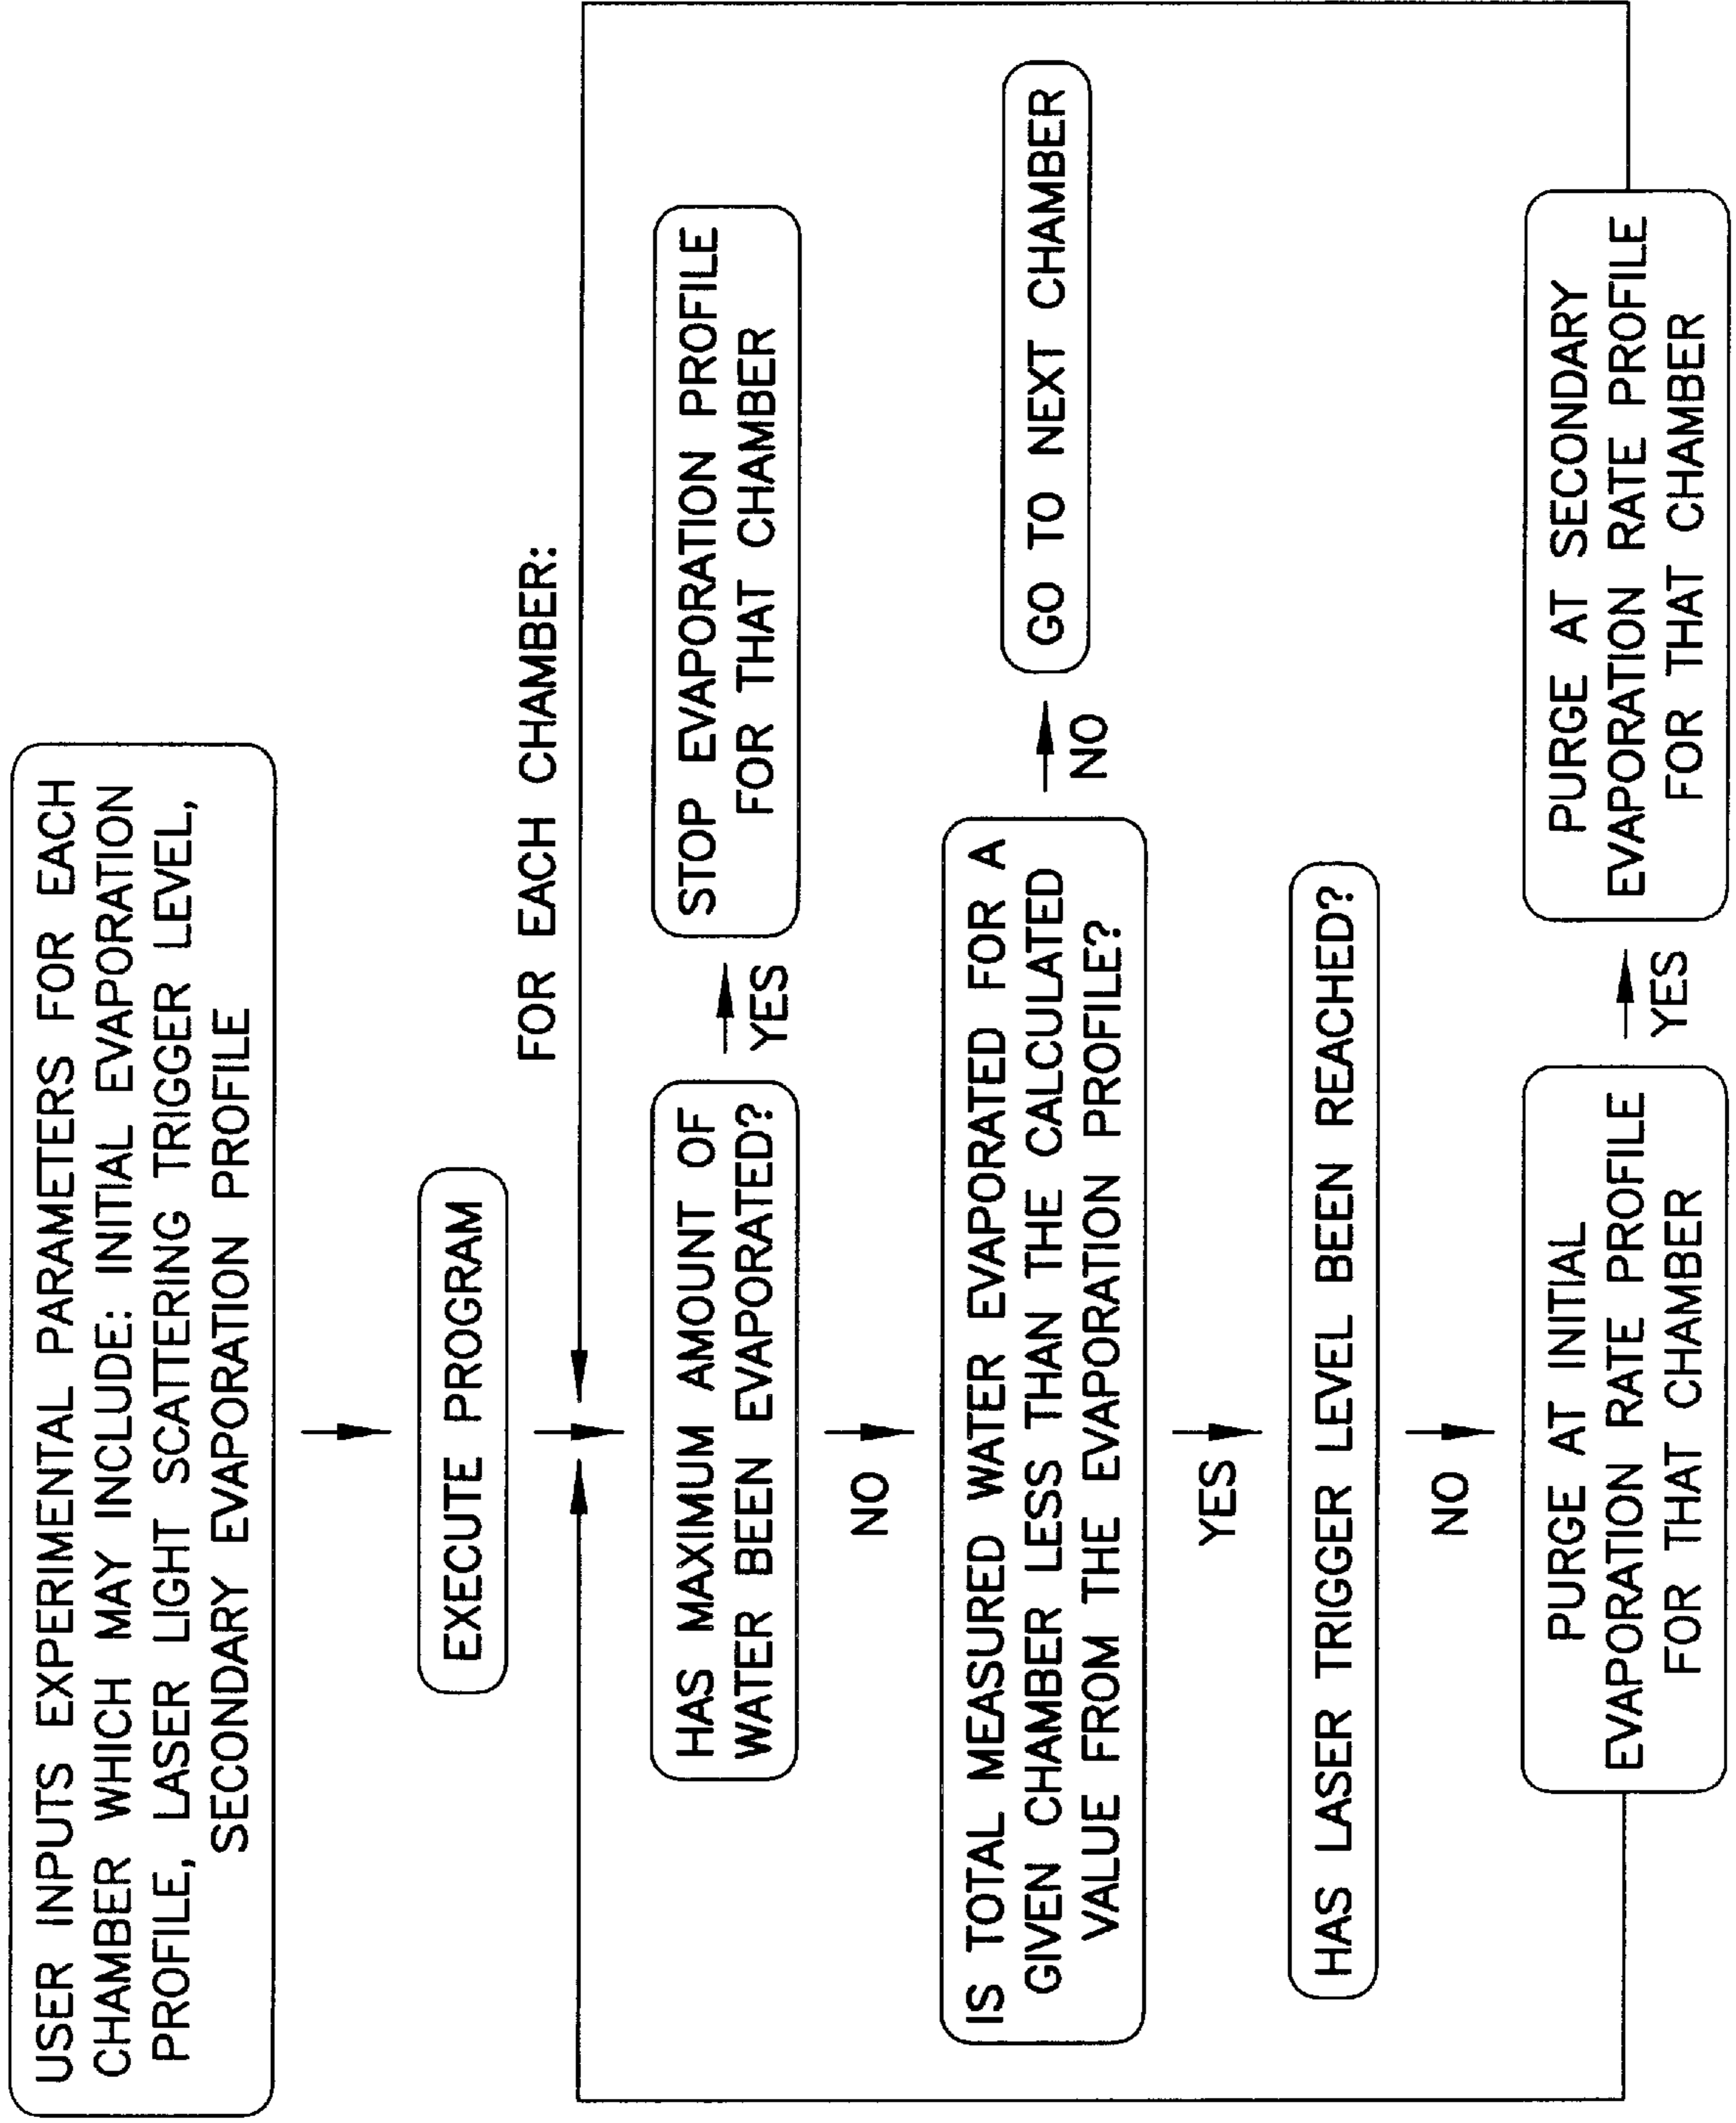 USER INPUTS EXPERIMENTAL PARAMETERS FOR EACH
CHAMBER WHICH MAY INCLUDE: INITIAL EVAPORATION
PROFILE, LASER LIGHT SCATTERING TRIGGER LEVEL,
SECONDARY EVAPORATION PROFILE
EXECUTE PROGRAM
FOR EACH CHAMBER:
HAS MAXIMUM AMOUNT OF
WATER BEEN EVAPORATED?
YES
STOP EVAPORATION PROFILE
FOR THAT CHAMBER
NO
IS TOTAL MEASURED WATER EVAPORATED FOR A
GIVEN CHAMBER LESS THAN THE CALCULATED
VALUE FROM THE EVAPORATION PROFILE?
NO
GO TO NEXT CHAMBER
YES
HAS LASER TRIGGER LEVEL BEEN REACHED?
NO
PURGE AT INITIAL
EVAPORATION RATE PROFILE
FOR THAT CHAMBER
YES
PURGE AT SECONDARY
EVAPORATION RATE PROFILE
FOR THAT CHAMBER